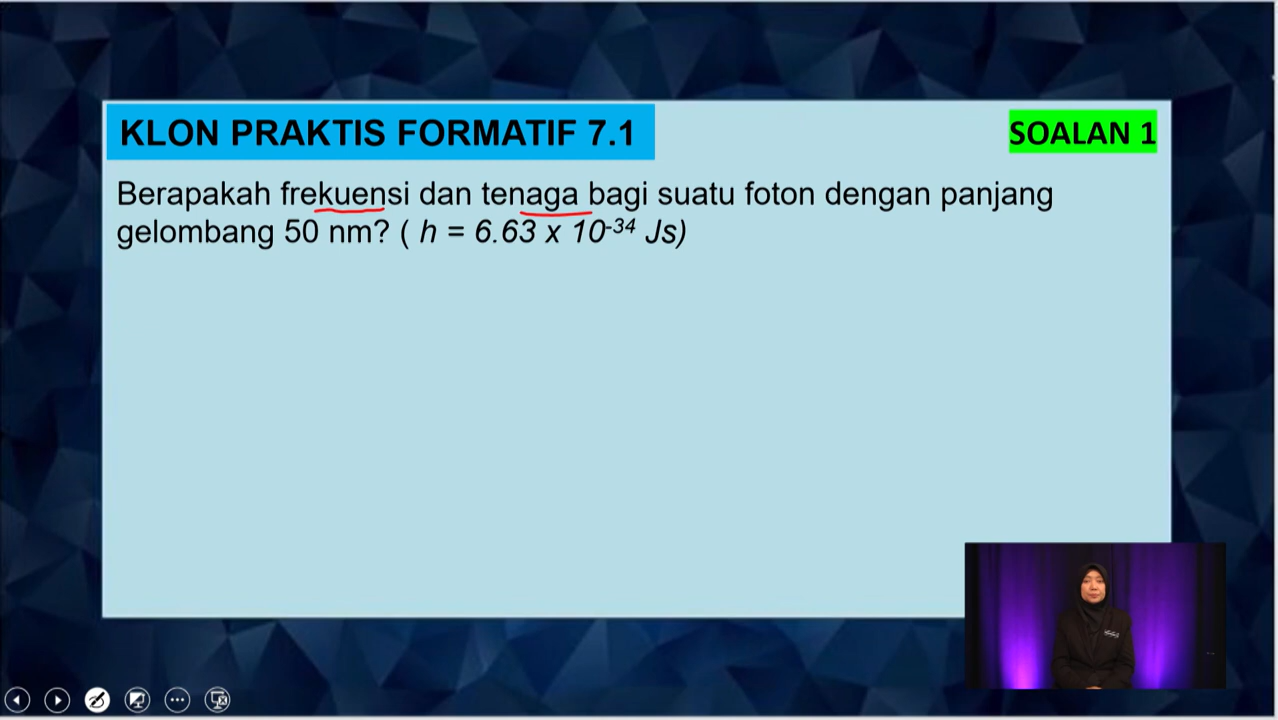 KLON PRAKTIS FORMATIF 7.1
SOALAN 1
Berapakah frekuensi dan tenaga bagi suatu foton dengan panjang
gelombang 50 nm? ( h = 6.63 x 10⁻³⁴ Js)